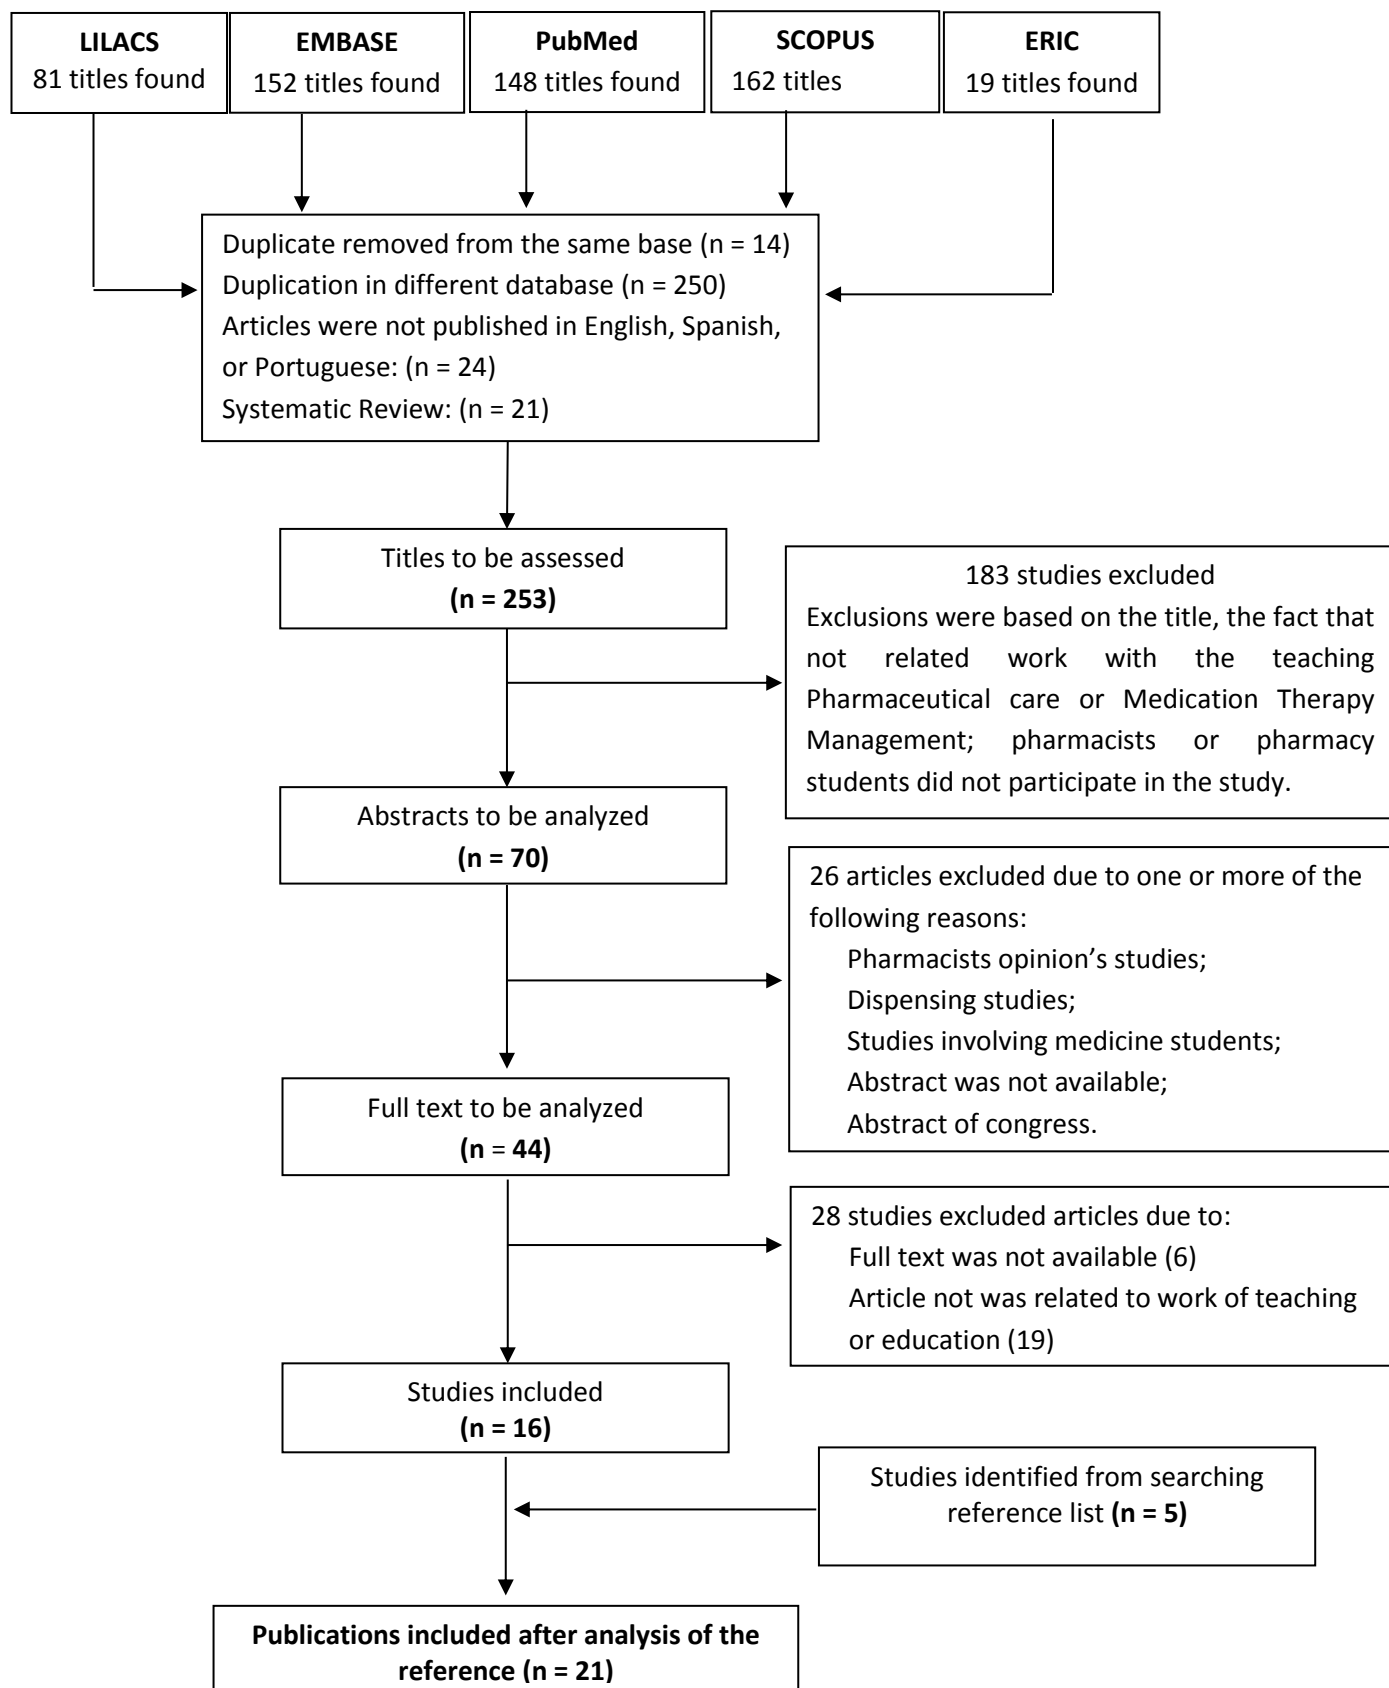 LILACS
81 titles found
EMBASE
152 titles found
PubMed
148 titles found
SCOPUS
162 titles
ERIC
19 titles found
Duplicate removed from the same base (n = 14)
Duplication in different database (n = 250)
Articles were not published in English, Spanish,
or Portuguese: (n = 24)
Systematic Review: (n = 21)
Titles to be assessed
(n = 253)
183 studies excluded
Exclusions were based on the title, the fact that
not related work with the teaching
Pharmaceutical care or Medication Therapy
Management; pharmacists or pharmacy
students did not participate in the study.
Abstracts to be analyzed
(n = 70)
26 articles excluded due to one or more of the
following reasons:
Pharmacists opinion’s studies;
Dispensing studies;
Studies involving medicine students;
Abstract was not available;
Abstract of congress.
Full text to be analyzed
(n = 44)
28 studies excluded articles due to:
Full text was not available (6)
Article not was related to work of teaching
or education (19)
Studies included
(n = 16)
Studies identified from searching
reference list (n = 5)
Publications included after analysis of the
reference (n = 21)